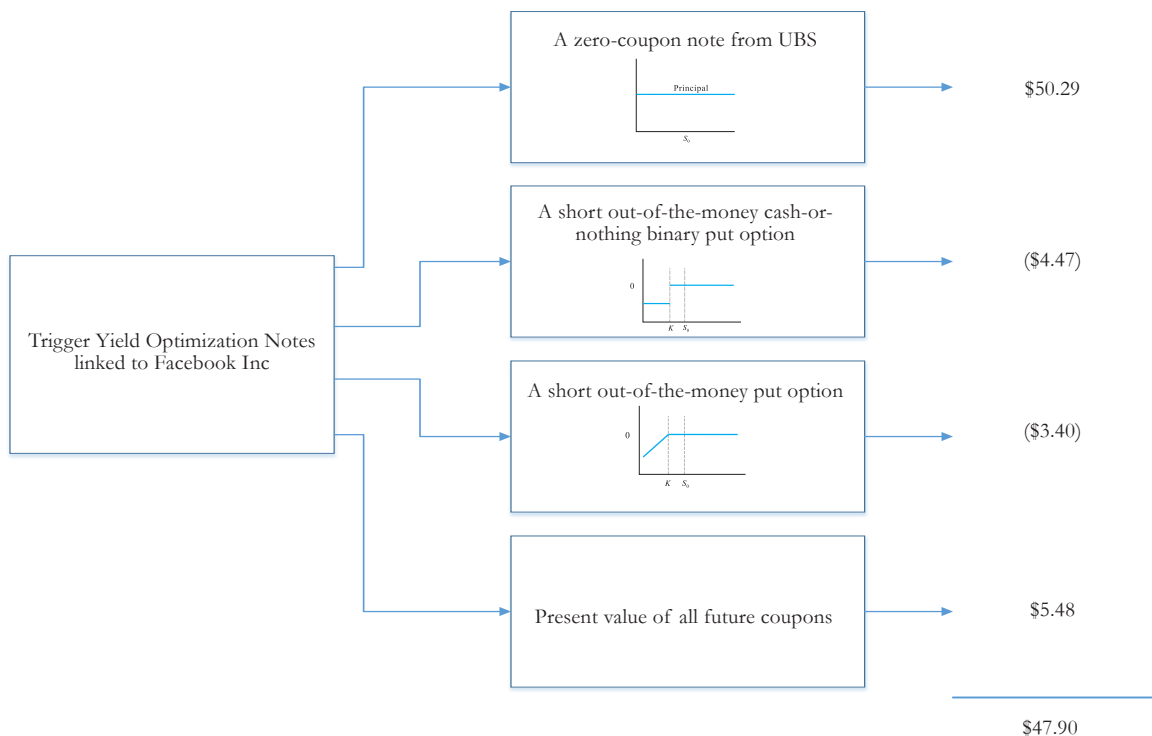 A zero-coupon note from UBS
Principal
S₀
$50.29
A short out-of-the-money cash-or-
nothing binary put option
0
K S₀
($4.47)
Trigger Yield Optimization Notes
linked to Facebook Inc
A short out-of-the-money put option
0
K S₀
($3.40)
Present value of all future coupons
$5.48
$47.90